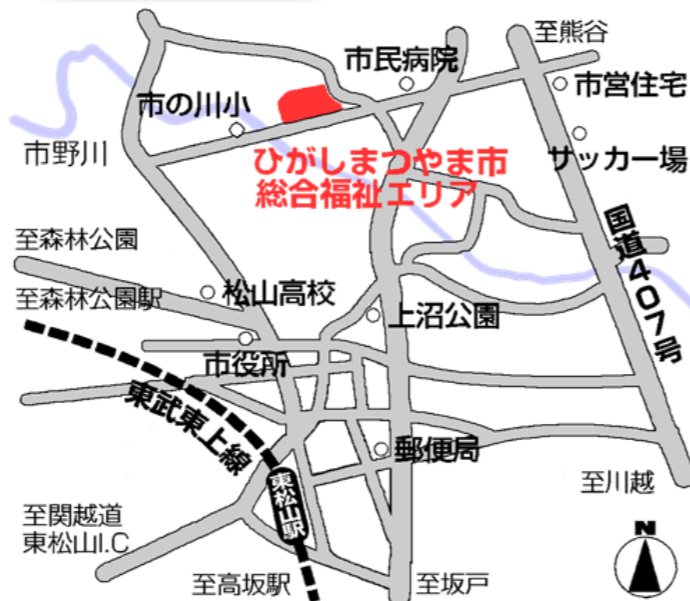 至熊谷
市民病院
市営住宅
市の川小
サッカー場
市野川
ひがしまつやま市
総合福祉エリア
国道407号
至森林公園
松山高校
至森林公園駅
上沼公園
市役所
東武東上線
郵便局
東松山駅
至川越
至関越道
東松山I.C
N
至高坂駅
至坂戸